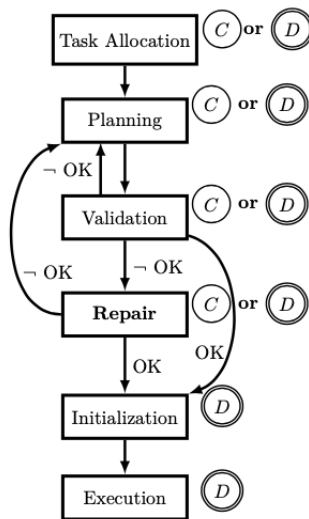 Task Allocation
C or D
Planning
C or D
¬ OK
Validation
C or D
¬ OK
¬ OK
Repair
C or D
OK
OK
Initialization
D
Execution
D